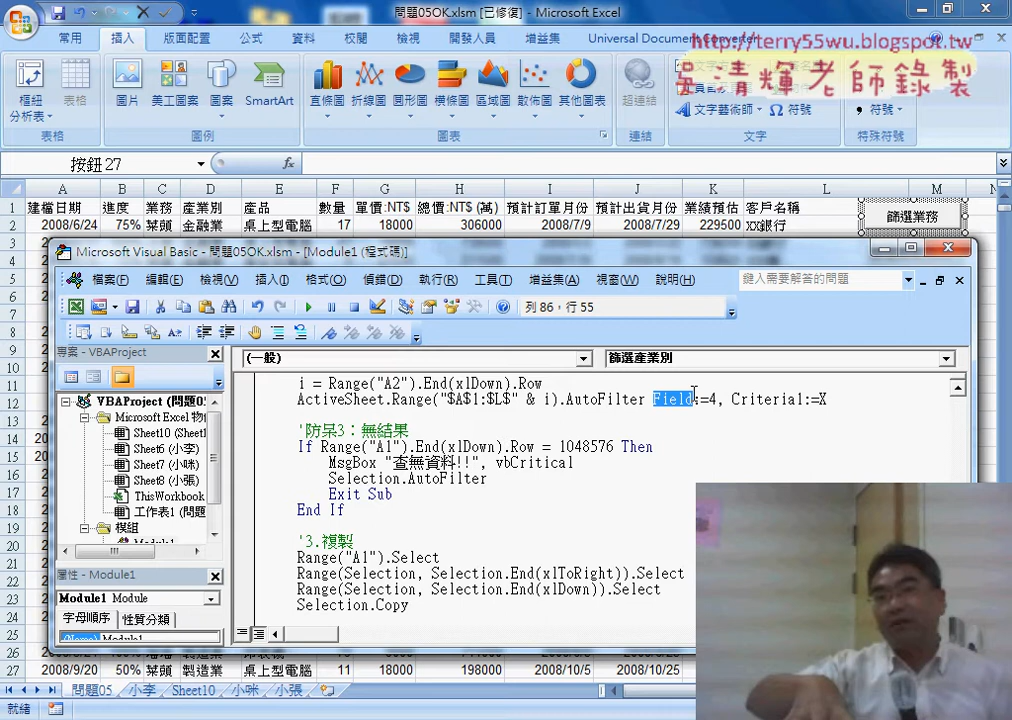 問題05OK.xlsm [已修復] - Microsoft Excel
常用 插入 版面配置 公式 資料 校閱 檢視 開發人員 增益集 Universal Document Converter
http://terry55wu.blogspot.tw
吳清輝老師錄製
樞紐分析表 表格 圖片 美工圖案 圖案 SmartArt 直條圖 折線圖 圓形圖 橫條圖 區域圖 散佈圖 其他圖表 超連結
文字藝術師 Ω 符號 符號
表格 圖例 圖表 連結 文字 特殊符號
按鈕 27 fx
A B C D E F G H I J K L M N
1 建檔日期 進度 業務 產業別 產品 數量 單價:NT$ 總價:NT$ (萬) 預計訂單月份 預計出貨月份 業績預估 客戶名稱 篩選業務
2 2008/6/24 75% 葉頭 金融業 桌上型電腦 17 18000 306000 2008/7/9 2008/7/29 229500 XX銀行
Microsoft Visual Basic - 問題05OK.xlsm - [Module1 (程式碼)]
檔案(F) 編輯(E) 檢視(V) 插入(I) 格式(O) 偵錯(D) 執行(R) 工具(T) 增益集(A) 視窗(W) 說明(H) 鍵入需要解答的問題
列 86，行 55
專案 - VBAProject
(一般) 篩選產業別
VBAProject (問題0
Microsoft Excel 物
Sheet10 (Sheet1
Sheet6 (小李)
Sheet7 (小咪)
Sheet8 (小張)
ThisWorkbook
工作表1 (問題
模組
Module1
i = Range("A2").End(xlDown).Row
ActiveSheet.Range("$A$1:$L$" & i).AutoFilter Field:=4, Criteria1:=X
'防呆3：無結果
If Range("A1").End(xlDown).Row = 1048576 Then
MsgBox "查無資料!!", vbCritical
Selection.AutoFilter
Exit Sub
End If
'3.複製
Range("A1").Select
Range(Selection, Selection.End(xlToRight)).Select
Range(Selection, Selection.End(xlDown)).Select
Selection.Copy
屬性 - Module1
Module1 Module
字母順序 性質分類
(Name) Module1
27 2008/9/20 50% 葉頭 製造業 桌上型電腦 11 18000 198000 2008/10/5 2008/10/25
問題05 小李 Sheet10 小咪 小張
就緒